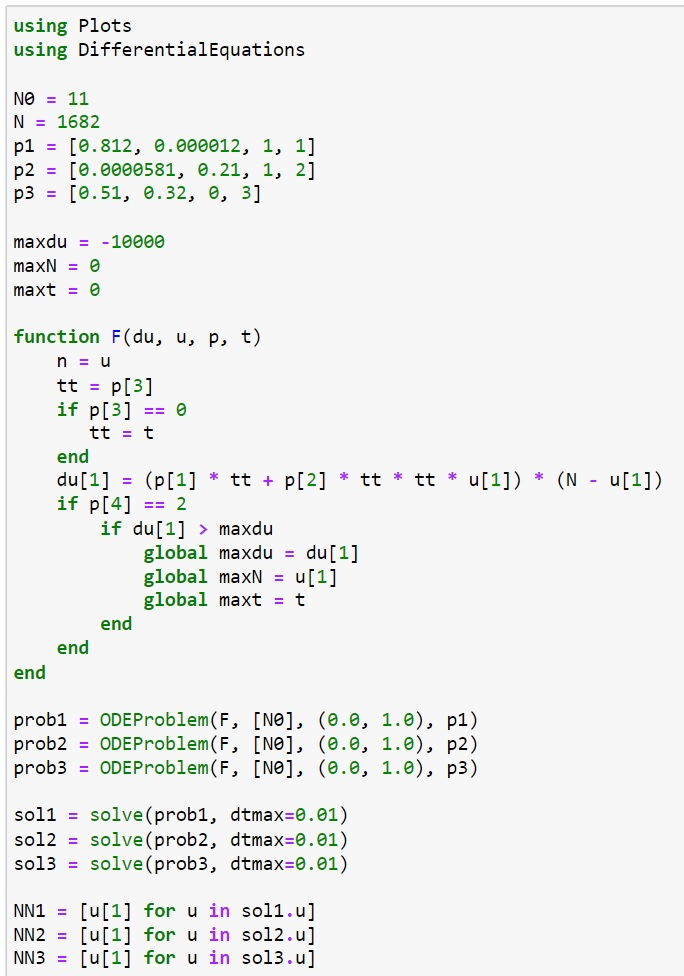 using Plots
using DifferentialEquations

N0 = 11
N = 1682
p1 = [0.812, 0.000012, 1, 1]
p2 = [0.0000581, 0.21, 1, 2]
p3 = [0.51, 0.32, 0, 3]

maxdu = -10000
maxN = 0
maxt = 0

function F(du, u, p, t)
    n = u
    tt = p[3]
    if p[3] == 0
       tt = t
    end
    du[1] = (p[1] * tt + p[2] * tt * tt * u[1]) * (N - u[1])
    if p[4] == 2
        if du[1] > maxdu
            global maxdu = du[1]
            global maxN = u[1]
            global maxt = t
        end
    end
end

prob1 = ODEProblem(F, [N0], (0.0, 1.0), p1)
prob2 = ODEProblem(F, [N0], (0.0, 1.0), p2)
prob3 = ODEProblem(F, [N0], (0.0, 1.0), p3)

sol1 = solve(prob1, dtmax=0.01)
sol2 = solve(prob2, dtmax=0.01)
sol3 = solve(prob3, dtmax=0.01)

NN1 = [u[1] for u in sol1.u]
NN2 = [u[1] for u in sol2.u]
NN3 = [u[1] for u in sol3.u]